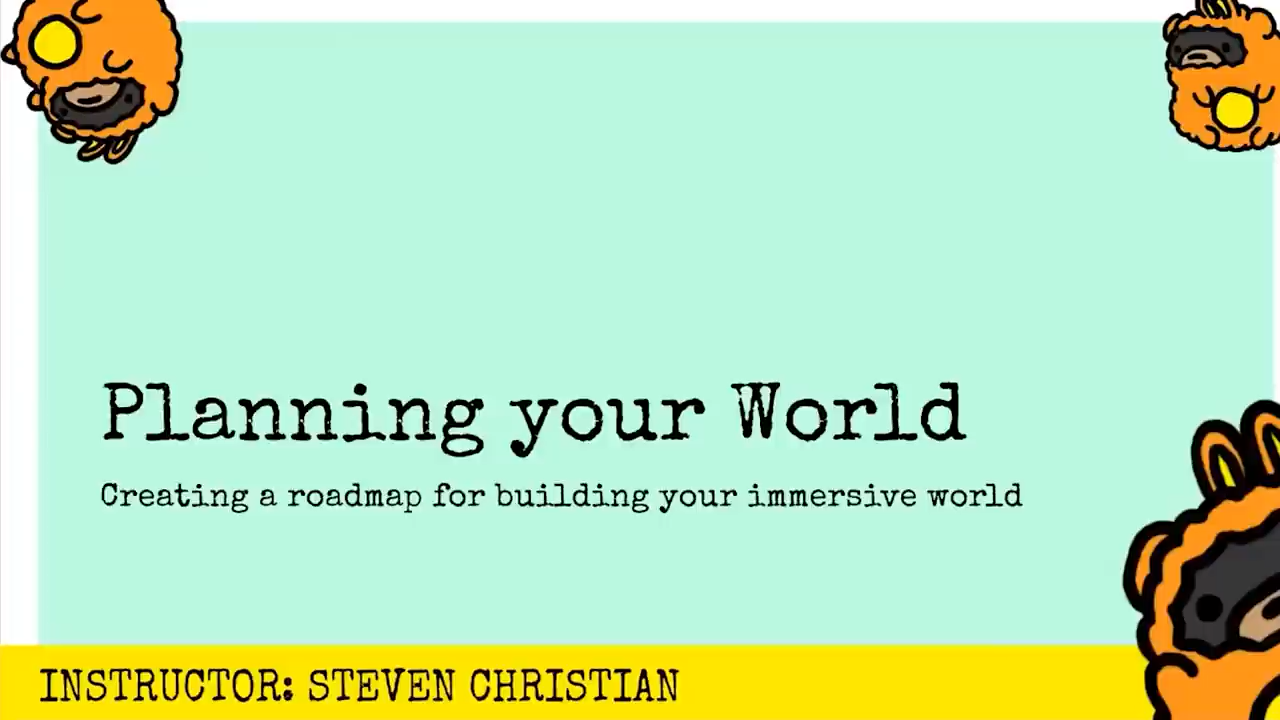 Planning your World
Creating a roadmap for building your immersive world
INSTRUCTOR: STEVEN CHRISTIAN